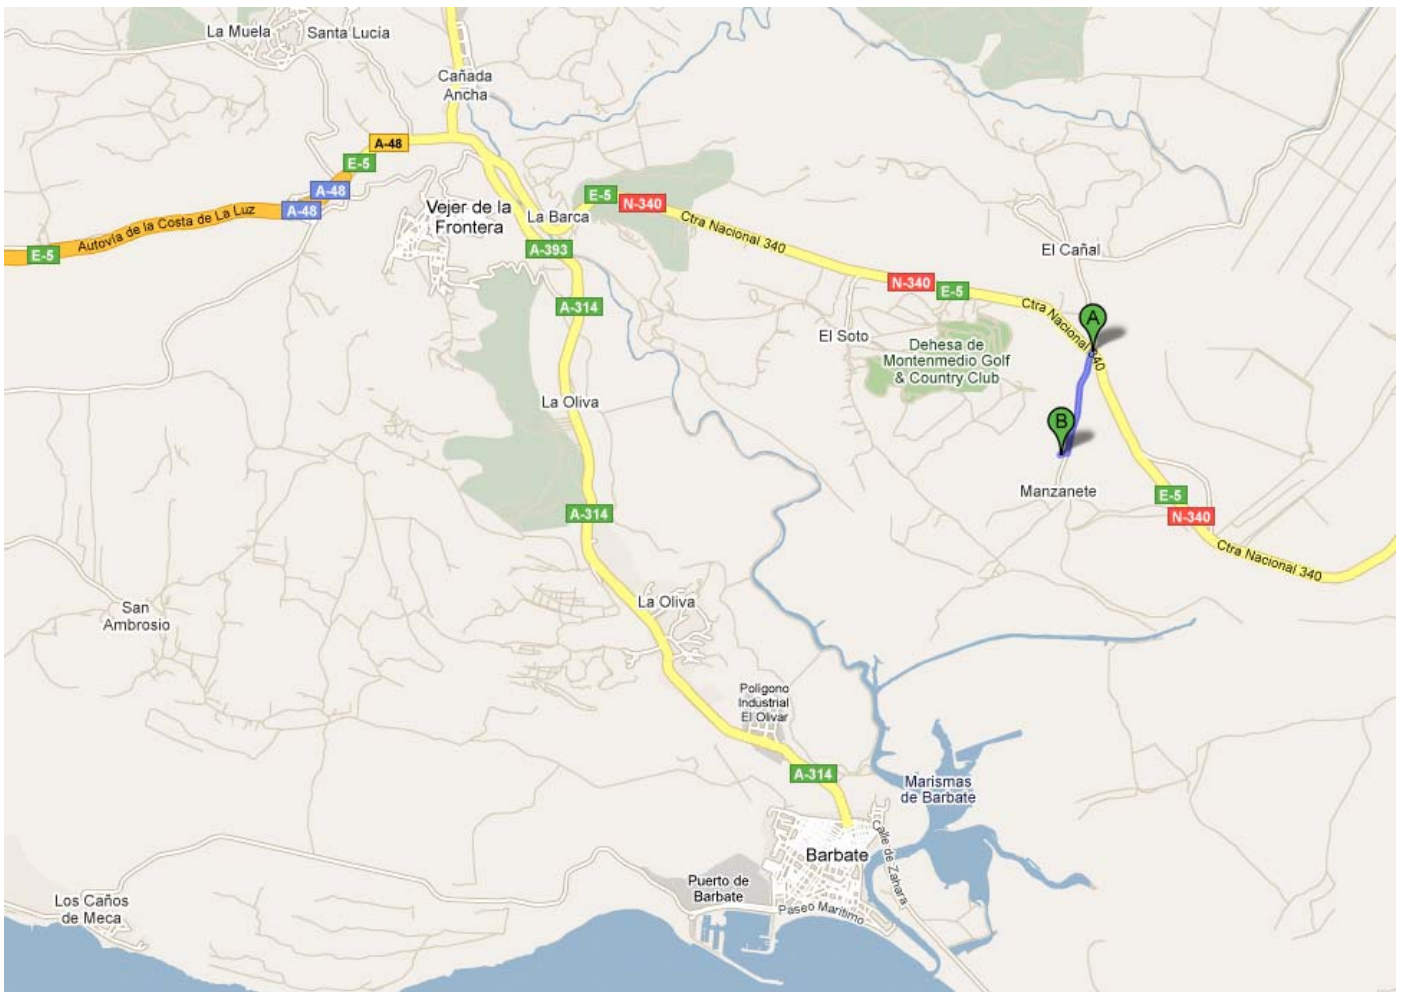 La Muela
Santa Lucia
Cañada
Ancha
A-48
E-5
A-48
A-48
Autovía de la Costa de La Luz
E-5
Vejer de la
Frontera
La Barca
E-5
N-340
Ctra Nacional 340
A-393
A-314
N-340
E-5
Ctra Nacional 340
El Cañal
A
El Soto
Dehesa de
Montenmedio Golf
& Country Club
La Oliva
B
Manzanete
E-5
N-340
Ctra Nacional 340
A-314
San
Ambrosio
La Oliva
Polígono
Industrial
El Olivar
A-314
Marismas
de Barbate
Barbate
Calle de Zahara
Puerto de
Barbate
Paseo Marítimo
Los Caños
de Meca